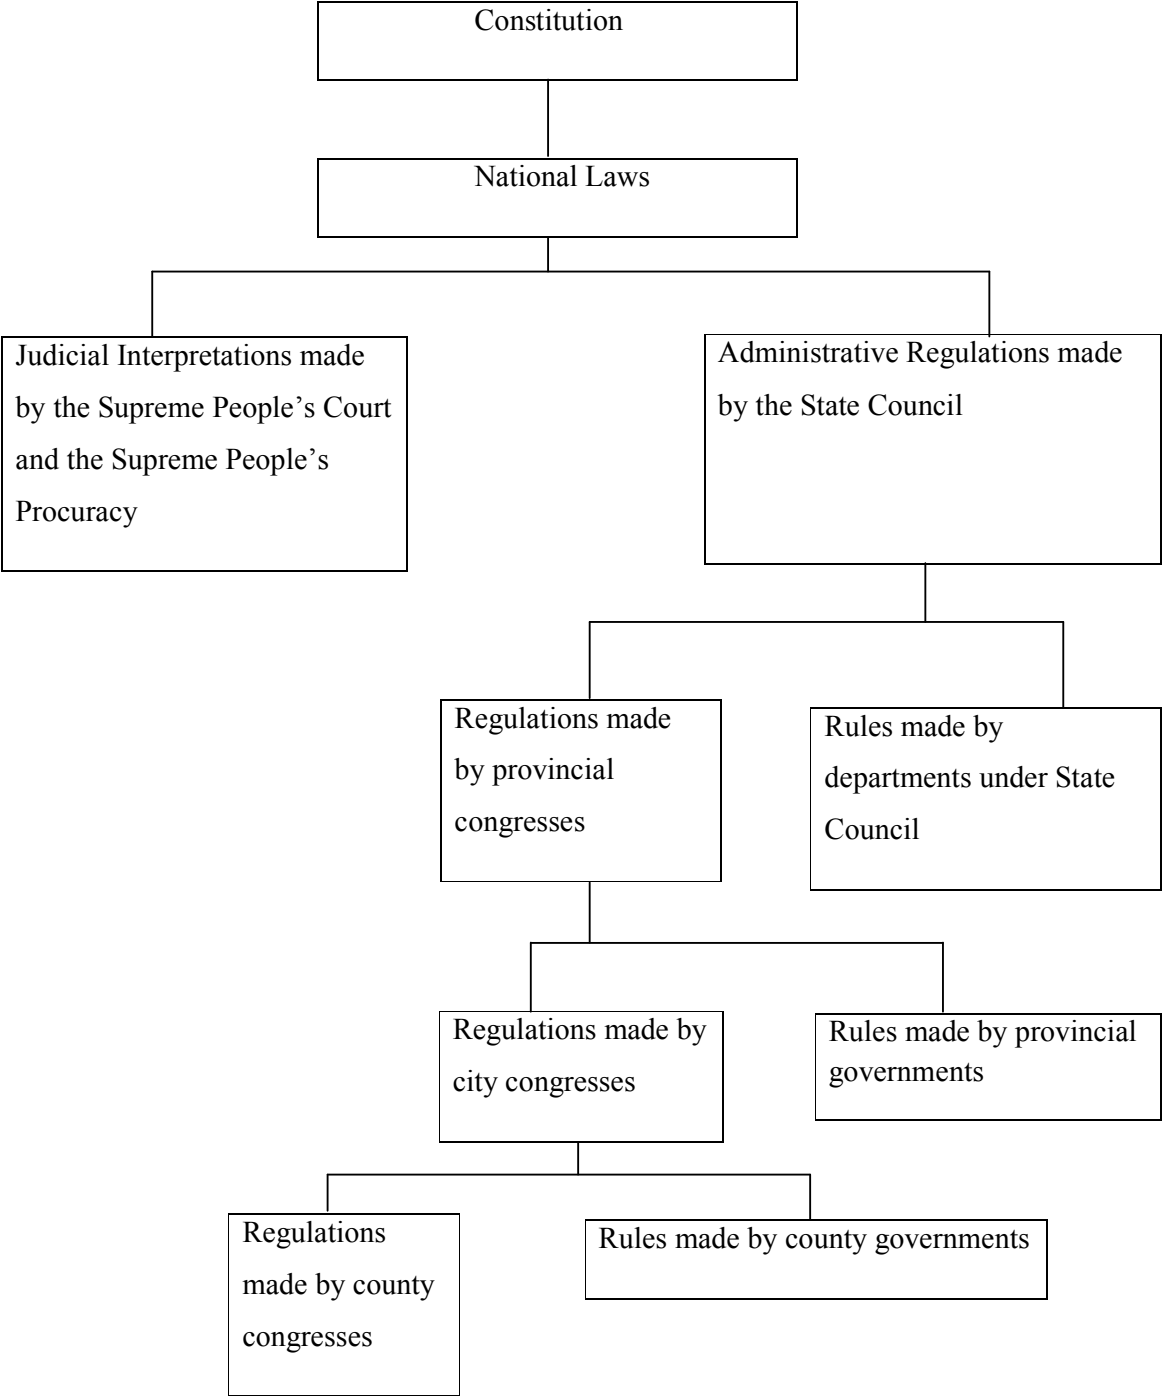 Constitution
National Laws
Judicial Interpretations made
by the Supreme People’s Court
and the Supreme People’s
Procuracy
Administrative Regulations made
by the State Council
Regulations made
by provincial
congresses
Rules made by
departments under State
Council
Regulations made by
city congresses
Rules made by provincial
governments
Regulations
made by county
congresses
Rules made by county governments